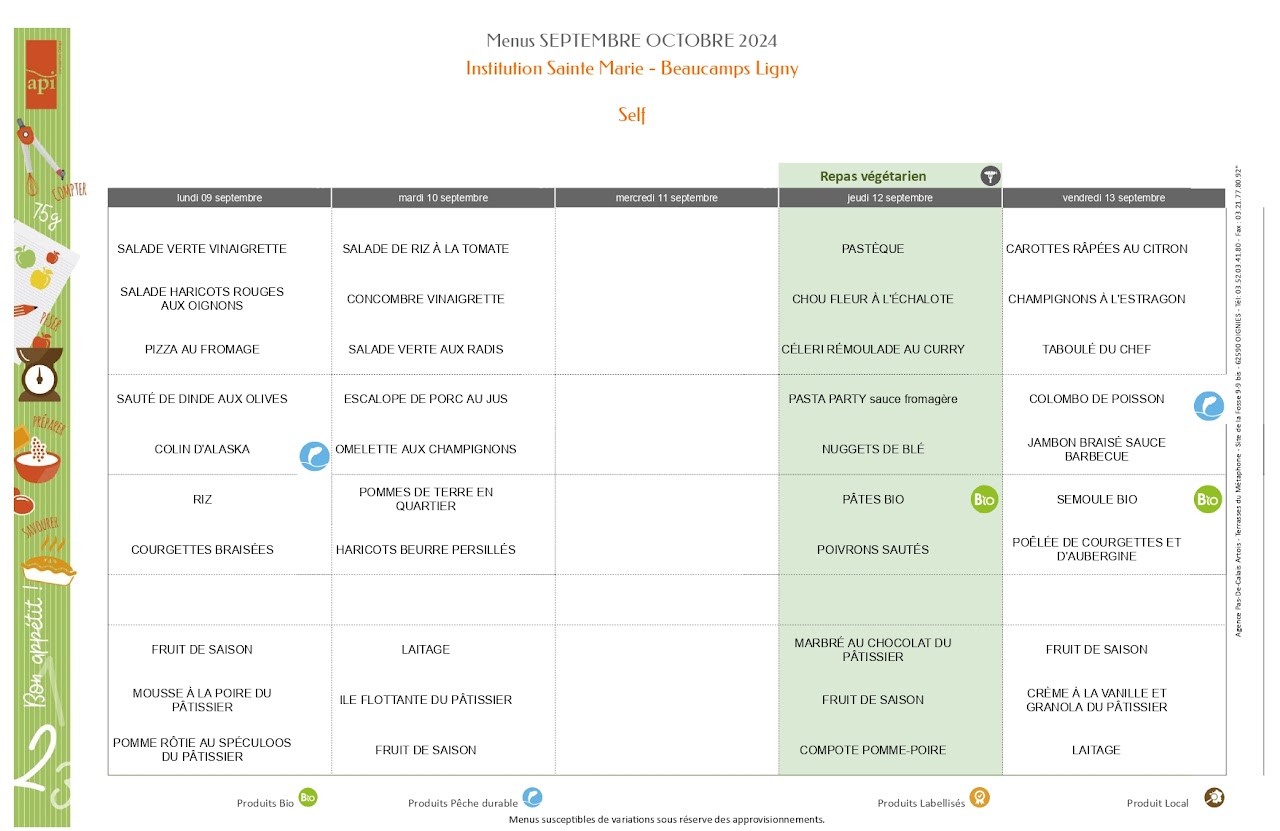 Menus SEPTEMBRE OCTOBRE 2024
Institution Sainte Marie - Beaucamps Ligny
Self
api
COMPTER
75g
PESER
PRÉPARER
SAVOURER
Bon appétit !
123
Repas végétarien
lundi 09 septembre
mardi 10 septembre
mercredi 11 septembre
jeudi 12 septembre
vendredi 13 septembre
SALADE VERTE VINAIGRETTE
SALADE DE RIZ À LA TOMATE
PASTÈQUE
CAROTTES RÂPÉES AU CITRON
SALADE HARICOTS ROUGES
AUX OIGNONS
CONCOMBRE VINAIGRETTE
CHOU FLEUR À L'ÉCHALOTE
CHAMPIGNONS À L'ESTRAGON
PIZZA AU FROMAGE
SALADE VERTE AUX RADIS
CÉLERI RÉMOULADE AU CURRY
TABOULÉ DU CHEF
SAUTÉ DE DINDE AUX OLIVES
ESCALOPE DE PORC AU JUS
PASTA PARTY sauce fromagère
COLOMBO DE POISSON
COLIN D'ALASKA
OMELETTE AUX CHAMPIGNONS
NUGGETS DE BLÉ
JAMBON BRAISÉ SAUCE
BARBECUE
RIZ
POMMES DE TERRE EN
QUARTIER
PÂTES BIO
Bio
SEMOULE BIO
Bio
COURGETTES BRAISÉES
HARICOTS BEURRE PERSILLÉS
POIVRONS SAUTÉS
POÊLÉE DE COURGETTES ET
D'AUBERGINE
FRUIT DE SAISON
LAITAGE
MARBRÉ AU CHOCOLAT DU
PÂTISSIER
FRUIT DE SAISON
MOUSSE À LA POIRE DU
PÂTISSIER
ILE FLOTTANTE DU PÂTISSIER
FRUIT DE SAISON
CRÈME À LA VANILLE ET
GRANOLA DU PÂTISSIER
POMME RÔTIE AU SPÉCULOOS
DU PÂTISSIER
FRUIT DE SAISON
COMPOTE POMME-POIRE
LAITAGE
Agence Pas-De-Calais Artois - Terrasses du Métaphone - Site de la Fosse 9-9 bis - 62590 OIGNIES - Tél: 03.52.03.41.80 - Fax : 03.21.77.80.92"
Produits Bio
Bio
Produits Pêche durable
Produits Labellisés
Produit Local
Menus susceptibles de variations sous réserve des approvisionnements.